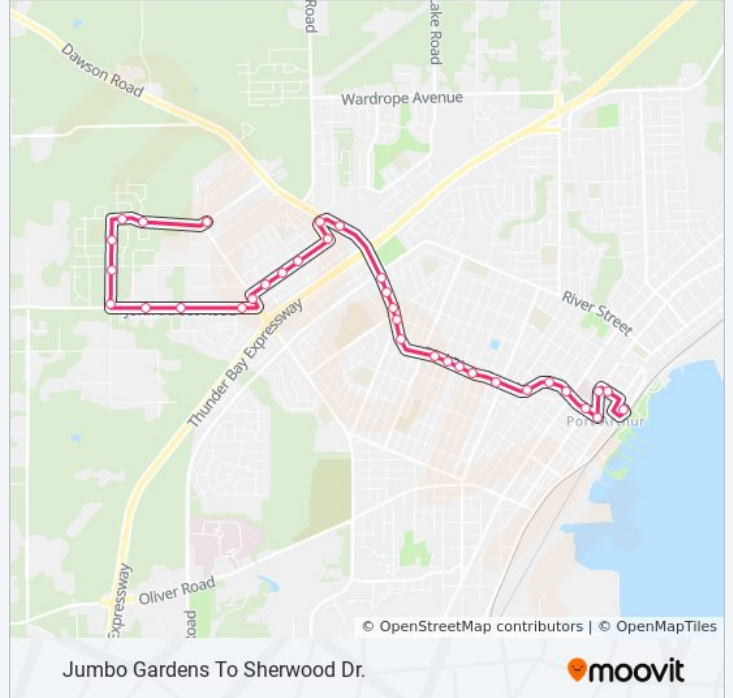 Road
Lake Road
Dawson Road
Wardrope Avenue
River Street
Thunder Bay Expressway
Port Arthur
Oliver Road
Expressway
oad
© OpenStreetMap contributors | © OpenMapTiles
Jumbo Gardens To Sherwood Dr.
moovit